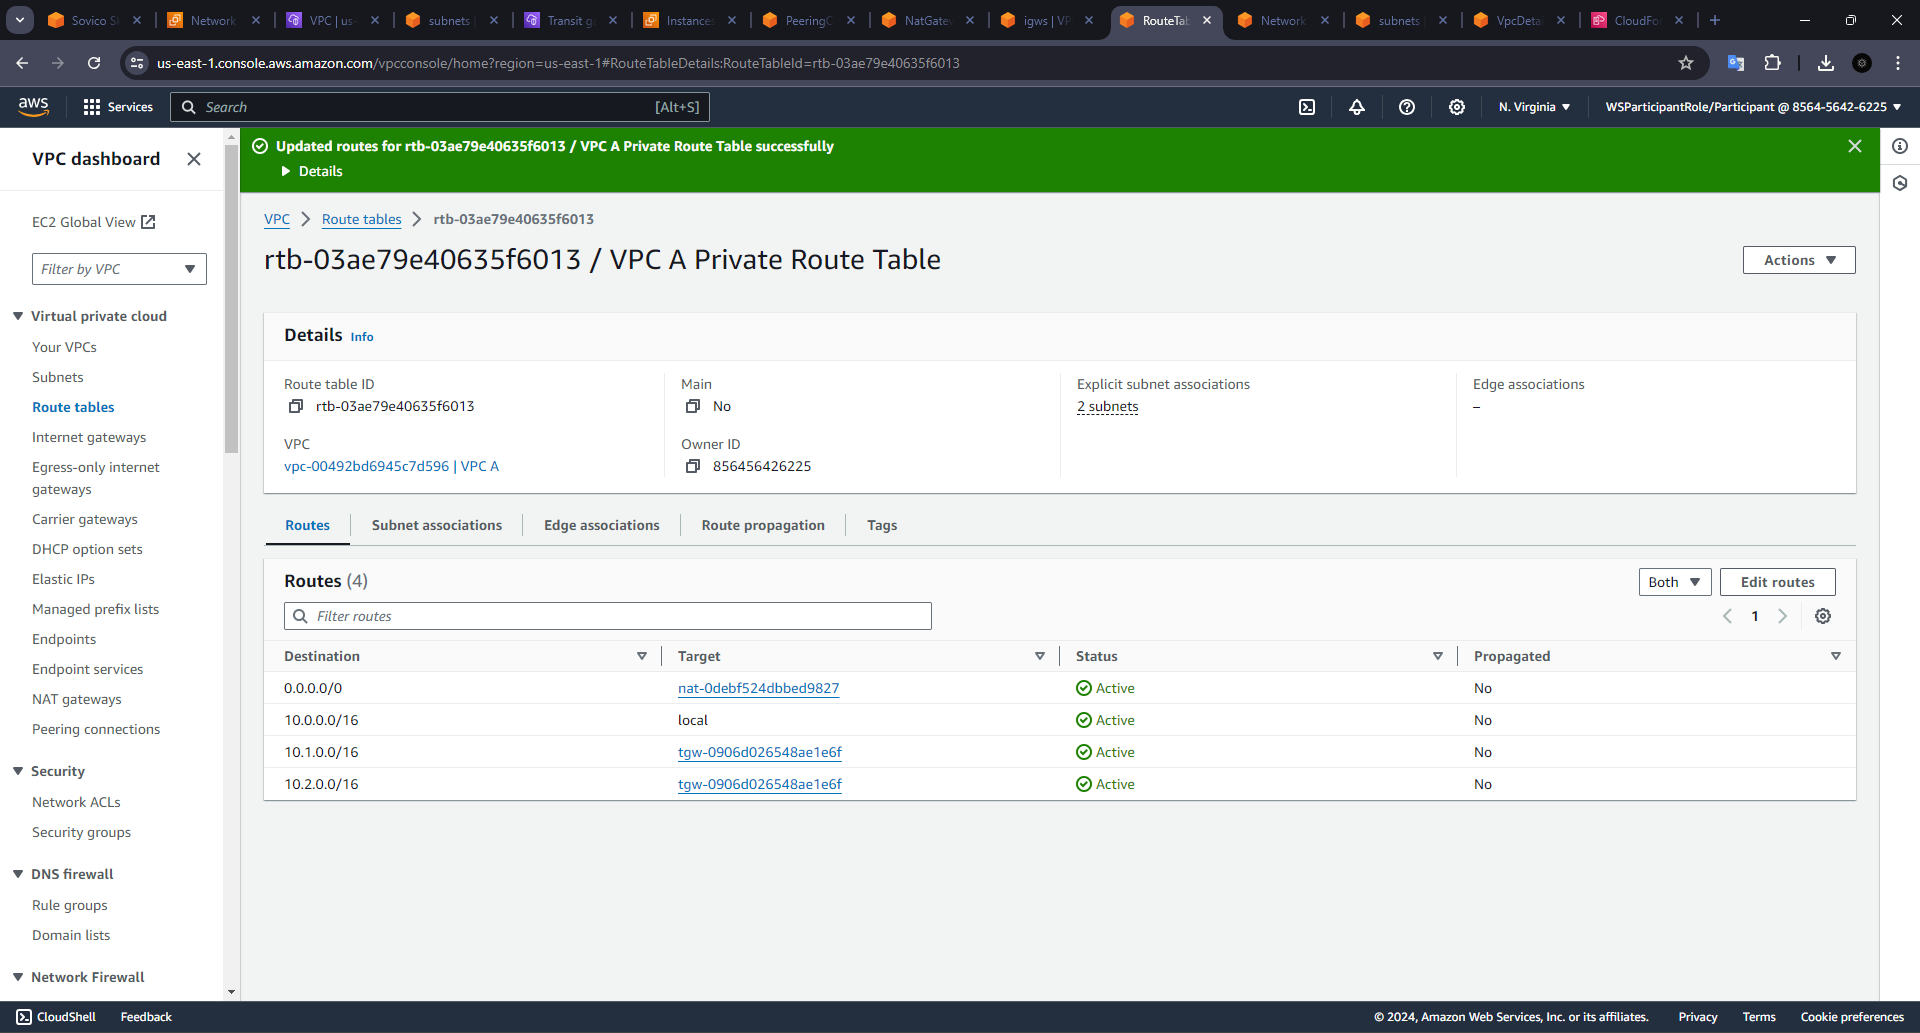 Sovico S
Network
VPC | us-
subnets |
Transit g
Instances
PeeringC
NatGatew
igws | VP
RouteTab
Network
subnets
VpcDetai
CloudFor
us-east-1.console.aws.amazon.com/vpcconsole/home?region=us-east-1#RouteTableDetails:RouteTableId=rtb-03ae79e40635f6013
aws
Services
Search
[Alt+S]
N. Virginia
WSParticipantRole/Participant @ 8564-5642-6225
VPC dashboard
EC2 Global View
Filter by VPC
Virtual private cloud
Your VPCs
Subnets
Route tables
Internet gateways
Egress-only internet
gateways
Carrier gateways
DHCP option sets
Elastic IPs
Managed prefix lists
Endpoints
Endpoint services
NAT gateways
Peering connections
Security
Network ACLs
Security groups
DNS firewall
Rule groups
Domain lists
Network Firewall
Updated routes for rtb-03ae79e40635f6013 / VPC A Private Route Table successfully
Details
VPC
Route tables
rtb-03ae79e40635f6013
rtb-03ae79e40635f6013 / VPC A Private Route Table
Actions
Details Info
Route table ID
rtb-03ae79e40635f6013
Main
No
Explicit subnet associations
2 subnets
Edge associations
–
VPC
vpc-00492bd6945c7d596 | VPC A
Owner ID
856456426225
Routes
Subnet associations
Edge associations
Route propagation
Tags
Routes (4)
Both
Edit routes
Filter routes
1
Destination Target Status Propagated
0.0.0.0/0 nat-0debf524dbbed9827 Active No
10.0.0.0/16 local Active No
10.1.0.0/16 tgw-0906d026548ae1e6f Active No
10.2.0.0/16 tgw-0906d026548ae1e6f Active No
CloudShell
Feedback
© 2024, Amazon Web Services, Inc. or its affiliates.
Privacy
Terms
Cookie preferences